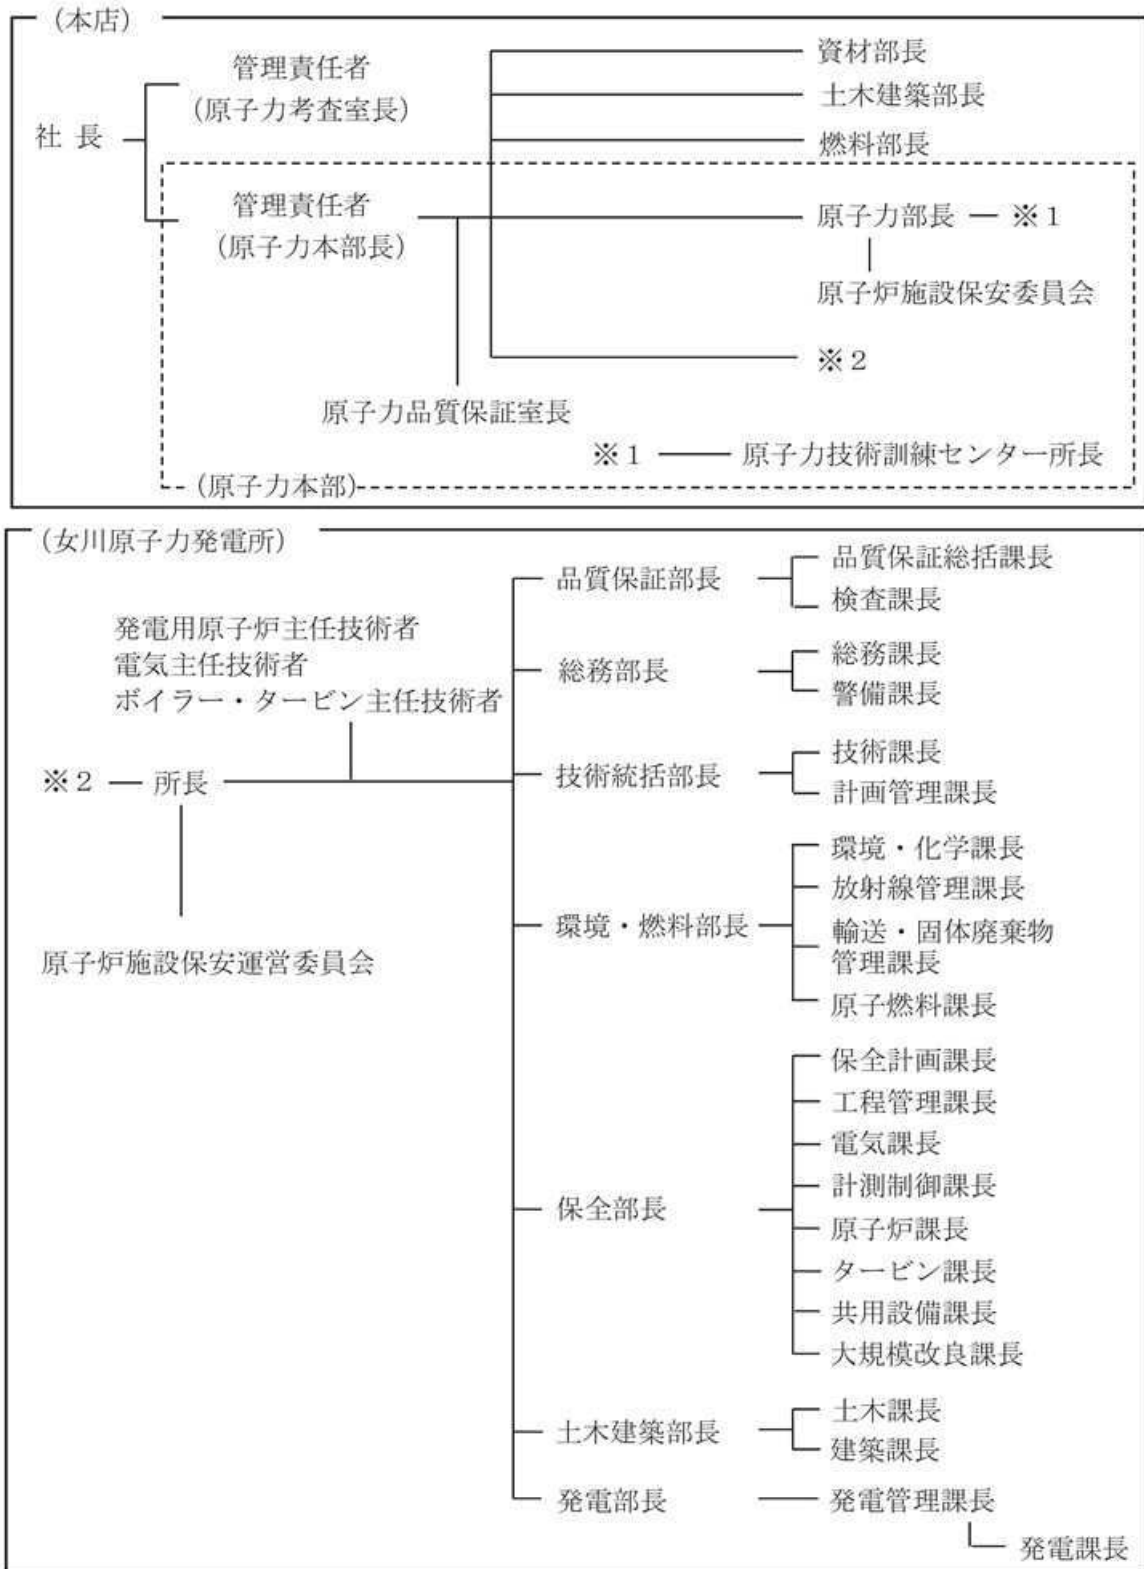 (本店)
管理責任者
(原子力考査室長)
社 長
管理責任者
(原子力本部長)
資材部長
土木建築部長
燃料部長
原子力部長 ― ※1
原子炉施設保安委員会
※2
原子力品質保証室長
※1 ―― 原子力技術訓練センター所長
(原子力本部)
(女川原子力発電所)
発電用原子炉主任技術者
電気主任技術者
ボイラー・タービン主任技術者
※2 ― 所長
原子炉施設保安運営委員会
品質保証部長
品質保証総括課長
検査課長
総務部長
総務課長
警備課長
技術統括部長
技術課長
計画管理課長
環境・燃料部長
環境・化学課長
放射線管理課長
輸送・固体廃棄物
管理課長
原子燃料課長
保全部長
保全計画課長
工程管理課長
電気課長
計測制御課長
原子炉課長
タービン課長
共用設備課長
大規模改良課長
土木建築部長
土木課長
建築課長
発電部長
発電管理課長
発電課長